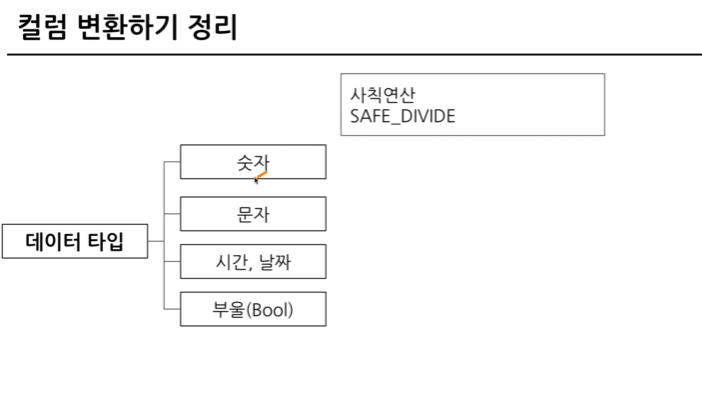 컬럼 변환하기 정리
사칙연산
SAFE_DIVIDE
숫자
문자
데이터 타입
시간, 날짜
부울(Bool)